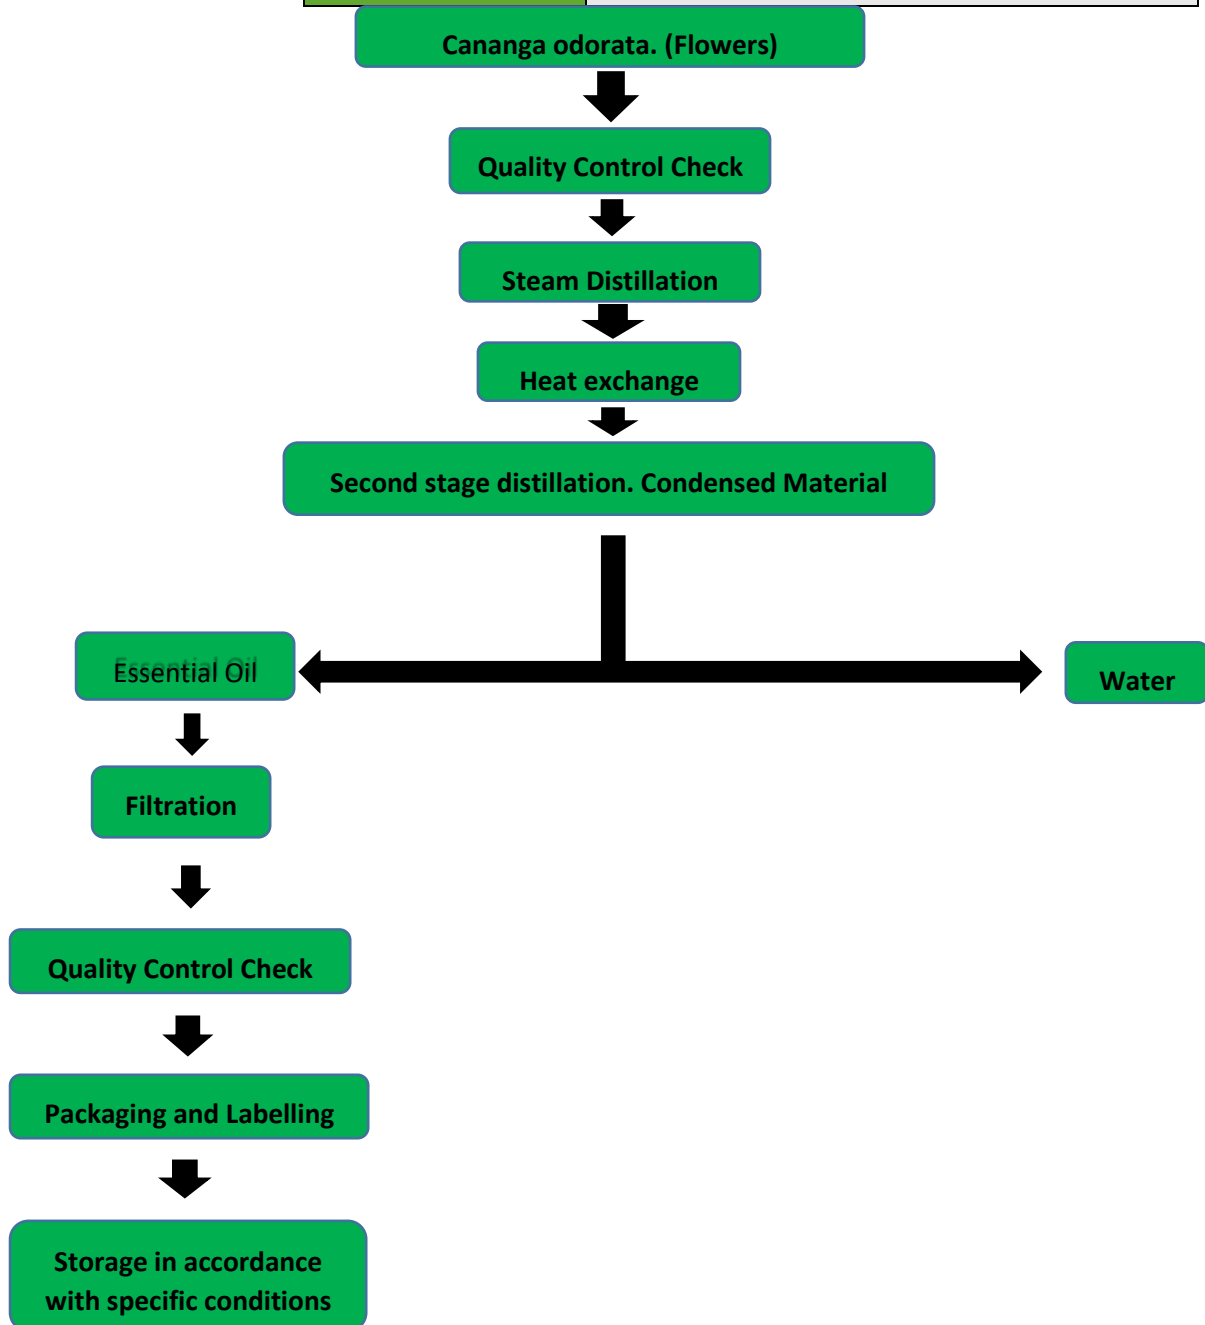 Cananga odorata. (Flowers)
Quality Control Check
Steam Distillation
Heat exchange
Second stage distillation. Condensed Material
Essential Oil
Water
Filtration
Quality Control Check
Packaging and Labelling
Storage in accordance
with specific conditions